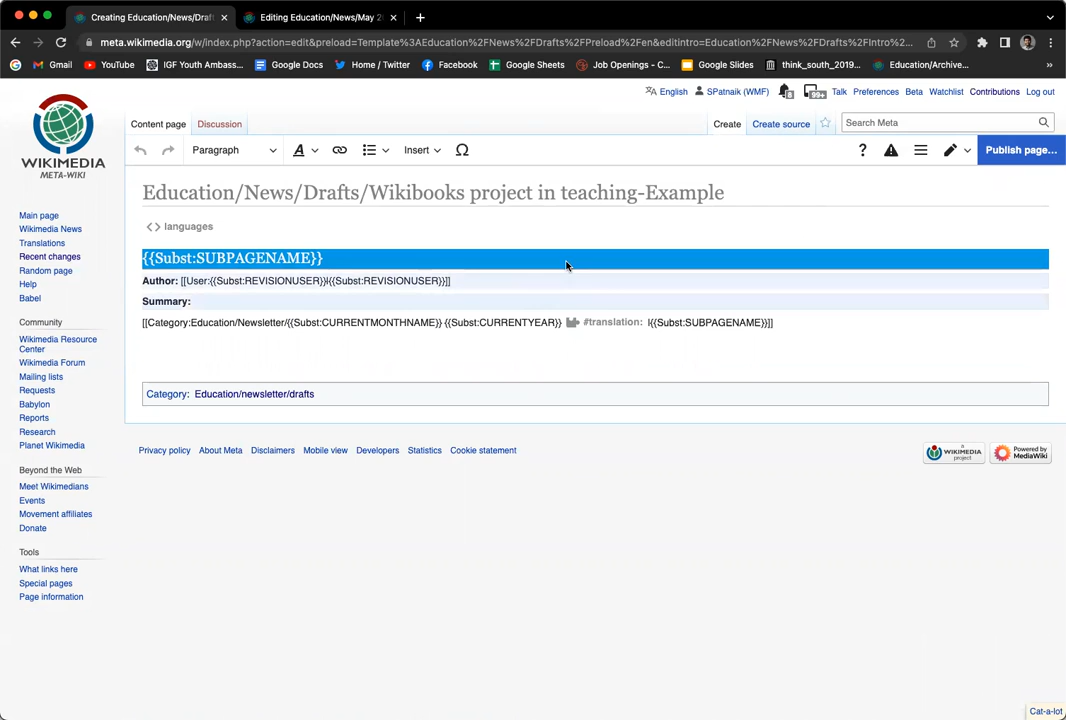 Creating Education/News/Draf
Editing Education/News/May 2
meta.wikimedia.org/w/index.php?action=edit&preload=Template%3AEducation%2FNews%2FDrafts%2FPreload%2Fen&editintro=Education%2FNews%2FDrafts%2FIntro%2FC...
Gmail YouTube IGF Youth Ambass... Google Docs Home / Twitter Facebook Google Sheets Job Openings - C... Google Slides think_south_2019... Education/Archive... »
English SPatnaik (WMF) 8 99+ Talk Preferences Beta Watchlist Contributions Log out
Content page Discussion Create Create source Search Meta
Paragraph A Insert Ω ? Publish page...
WIKIMEDIA
META-WIKI
Education/News/Drafts/Wikibooks project in teaching-Example
<> languages
{{Subst:SUBPAGENAME}}
Author: [[User:{{Subst:REVISIONUSER}}|{{Subst:REVISIONUSER}}]]
Summary:
[[Category:Education/Newsletter/{{Subst:CURRENTMONTHNAME}} {{Subst:CURRENTYEAR}} #translation: |{{Subst:SUBPAGENAME}}]]
Category: Education/newsletter/drafts
Main page
Wikimedia News
Translations
Recent changes
Random page
Help
Babel
Community
Wikimedia Resource
Center
Wikimedia Forum
Mailing lists
Requests
Babylon
Reports
Research
Planet Wikimedia
Beyond the Web
Meet Wikimedians
Events
Movement affiliates
Donate
Tools
What links here
Special pages
Page information
Privacy policy About Meta Disclaimers Mobile view Developers Statistics Cookie statement
A
WIKIMEDIA
project
Powered by
MediaWiki
Cat-a-lot